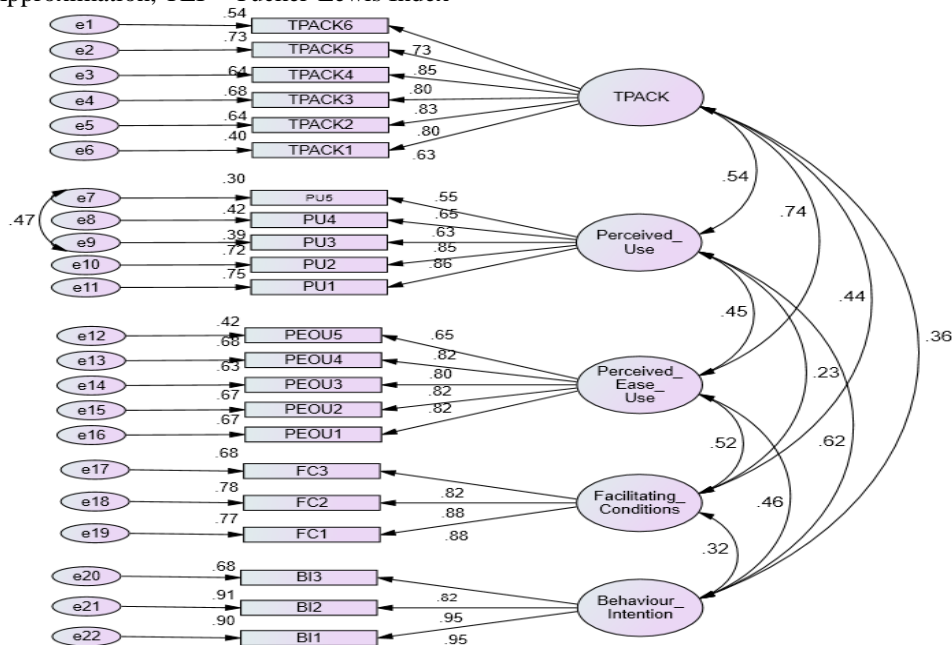 approximation; TLI – Tucker Lewis Index
e1 .54 TPACK6
e2 .73 TPACK5 .73
e3 .64 TPACK4 .85
e4 .68 TPACK3 .80
e5 .64 TPACK2 .83
e6 .40 TPACK1 .80
.63
TPACK
.54
.74
.44
.36
.47
e7 .30 PU5 .55
e8 .42 PU4 .65
e9 .39 PU3 .63
e10 .72 PU2 .85
e11 .75 PU1 .86
Perceived_
Use
.45
.23
.62
e12 .42 PEOU5 .65
e13 .68 PEOU4 .82
e14 .63 PEOU3 .80
e15 .67 PEOU2 .82
e16 .67 PEOU1 .82
Perceived_
Ease_
Use
.52
.46
e17 .68 FC3
e18 .78 FC2 .82
e19 .77 FC1 .88
.88
Facilitating_
Conditions
.32
e20 .68 BI3
e21 .91 BI2 .82
e22 .90 BI1 .95
.95
Behaviour_
Intention